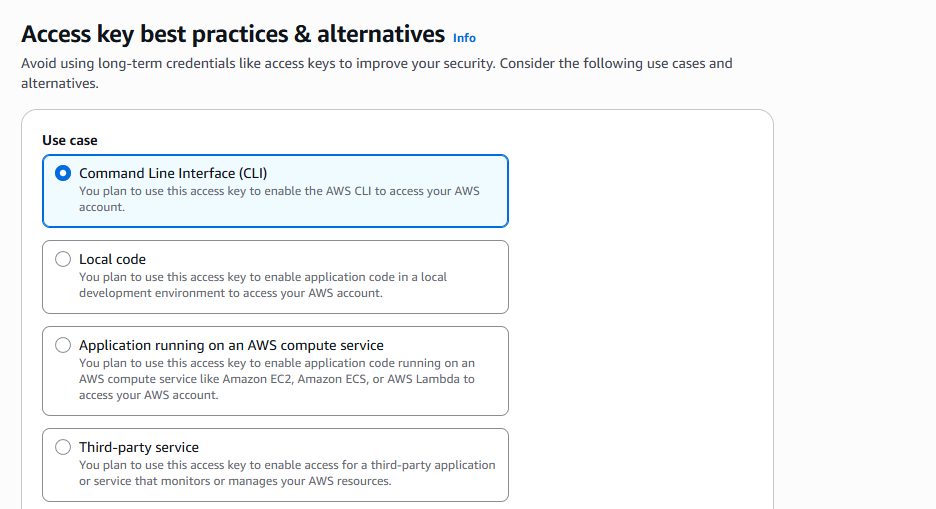 Access key best practices & alternatives Info
Avoid using long-term credentials like access keys to improve your security. Consider the following use cases and
alternatives.
Use case
Command Line Interface (CLI)
You plan to use this access key to enable the AWS CLI to access your AWS
account.
Local code
You plan to use this access key to enable application code in a local
development environment to access your AWS account.
Application running on an AWS compute service
You plan to use this access key to enable application code running on an
AWS compute service like Amazon EC2, Amazon ECS, or AWS Lambda to
access your AWS account.
Third-party service
You plan to use this access key to enable access for a third-party application
or service that monitors or manages your AWS resources.